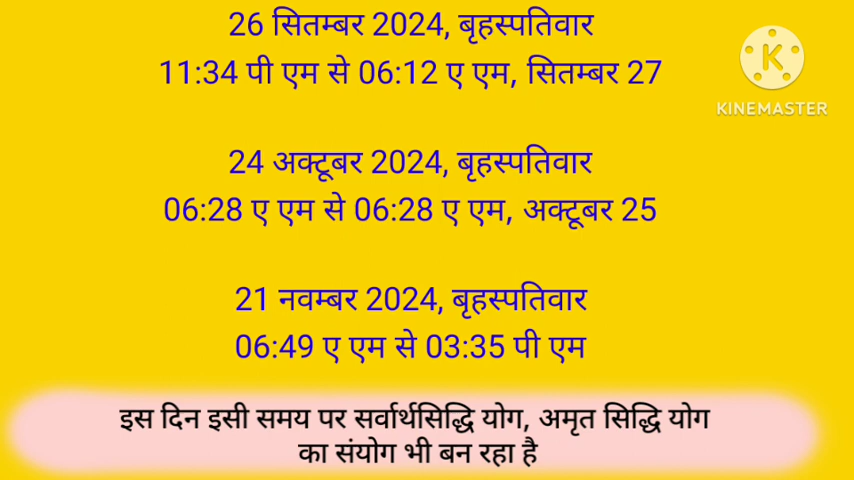 26 सितम्बर 2024, बृहस्पतिवार
11:34 पी एम से 06:12 ए एम, सितम्बर 27
KINEMASTER
24 अक्टूबर 2024, बृहस्पतिवार
06:28 ए एम से 06:28 ए एम, अक्टूबर 25
21 नवम्बर 2024, बृहस्पतिवार
06:49 ए एम से 03:35 पी एम
इस दिन इसी समय पर सर्वार्थसिद्धि योग, अमृत सिद्धि योग
का संयोग भी बन रहा है